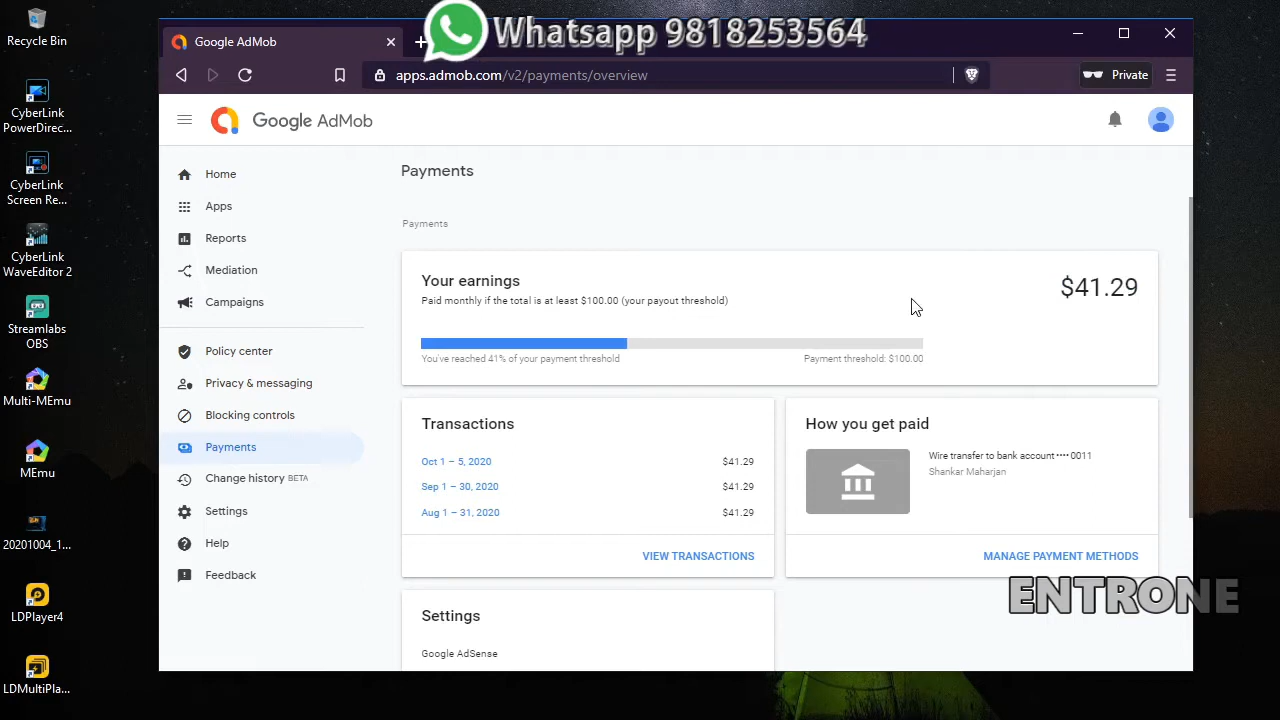 Whatsapp 9818253564
Recycle Bin
CyberLink
PowerDirec...
CyberLink
Screen Re...
CyberLink
WaveEditor 2
Streamlabs
OBS
Multi-MEmu
MEmu
20201004_1...
LDPlayer4
LDMultiPla...
Google AdMob
apps.admob.com/v2/payments/overview
Private
Google AdMob
Home
Apps
Reports
Mediation
Campaigns
Policy center
Privacy & messaging
Blocking controls
Payments
Change history BETA
Settings
Help
Feedback
Payments
Payments
Your earnings
$41.29
Paid monthly if the total is at least $100.00 (your payout threshold)
You've reached 41% of your payment threshold
Payment threshold: $100.00
Transactions
Oct 1 – 5, 2020 $41.29
Sep 1 – 30, 2020 $41.29
Aug 1 – 31, 2020 $41.29
VIEW TRANSACTIONS
How you get paid
Wire transfer to bank account •••• 0011
Shankar Maharjan
MANAGE PAYMENT METHODS
Settings
Google AdSense
ENTRONE